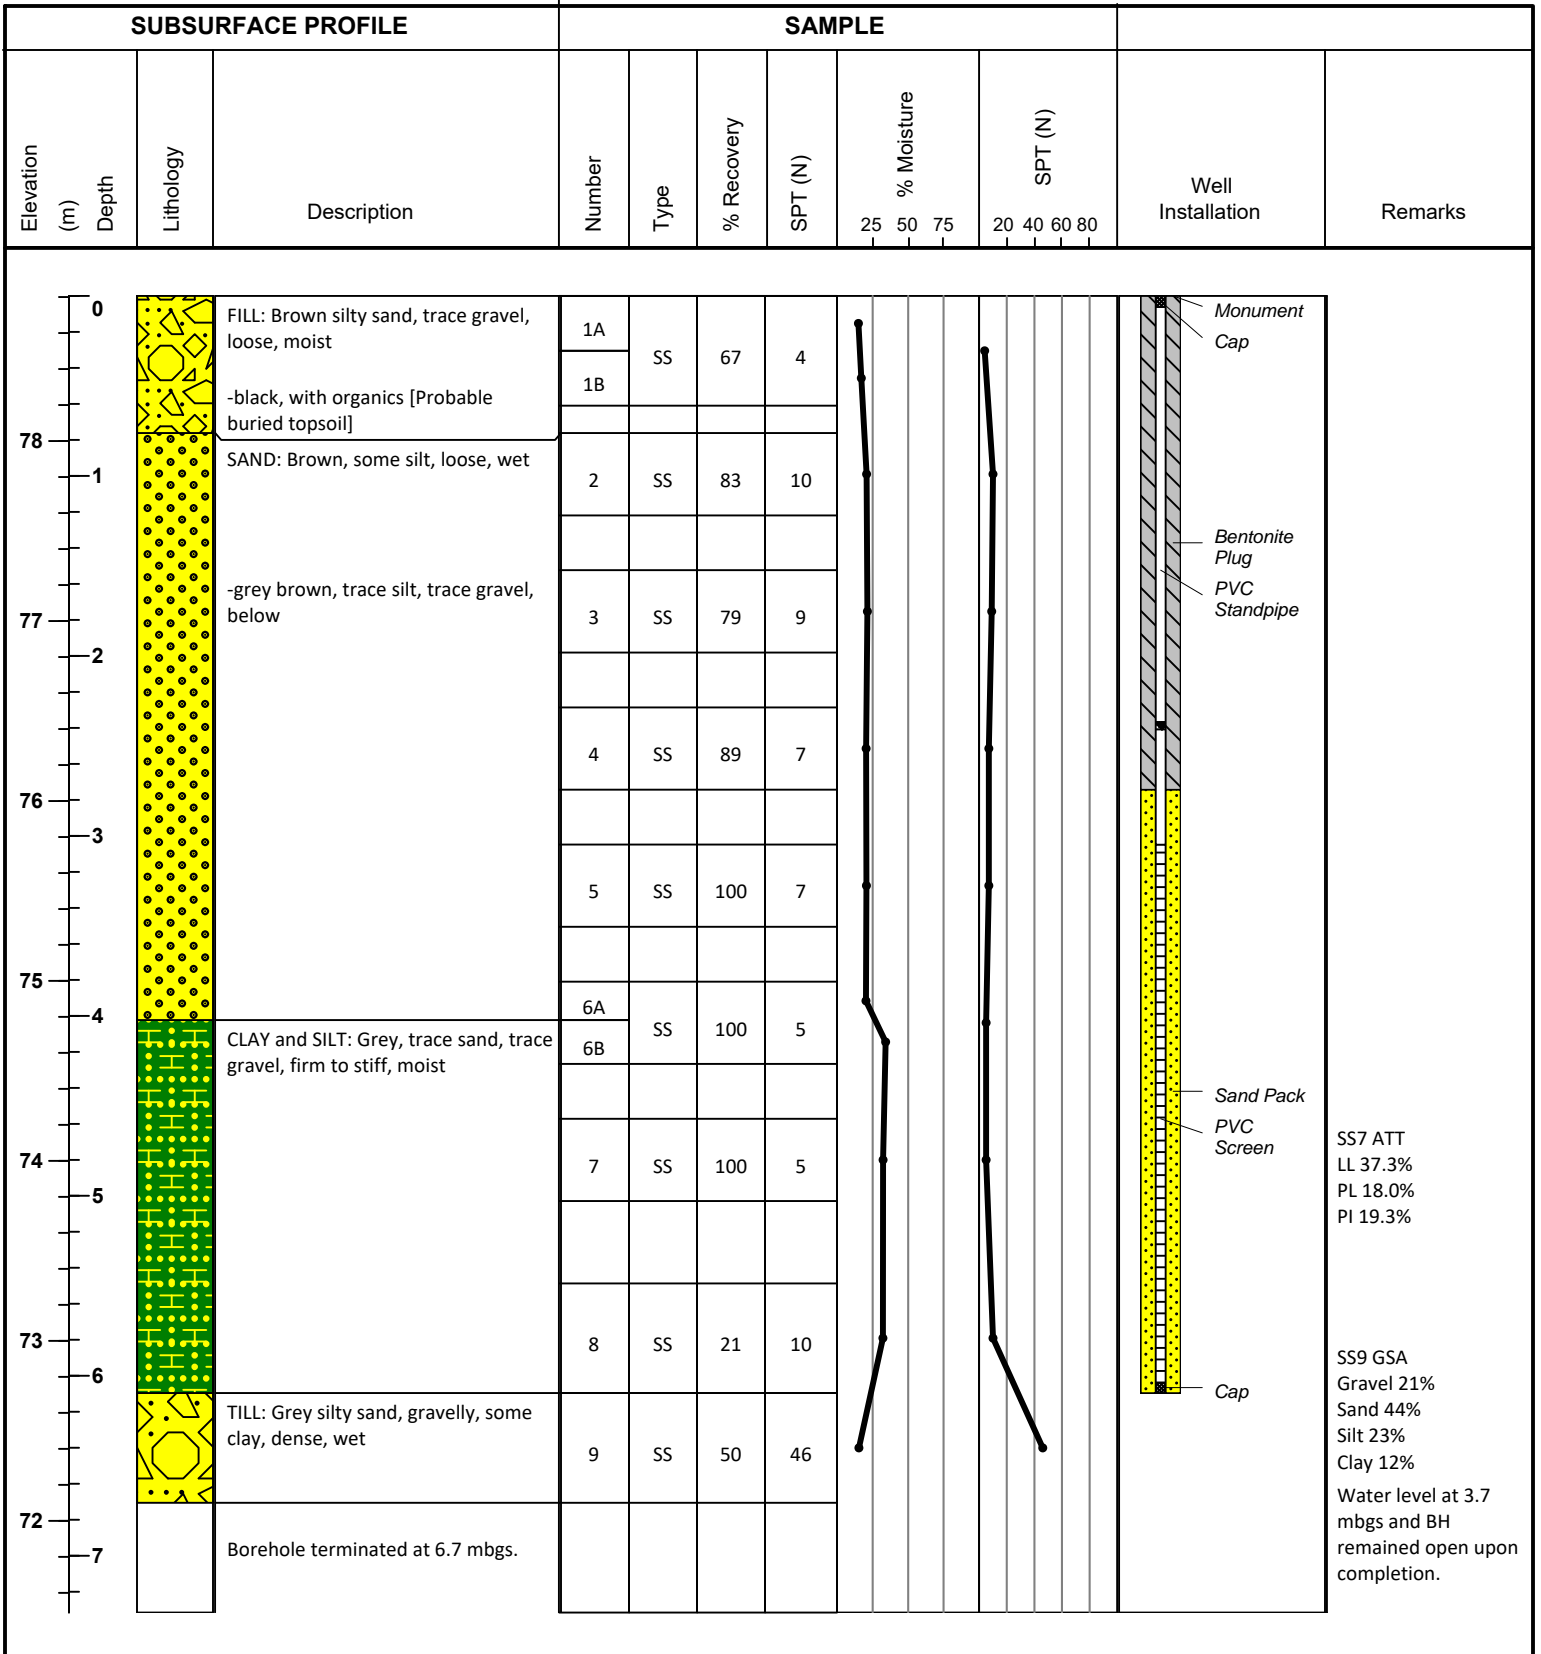 SUBSURFACE PROFILE
SAMPLE
Elevation
(m)
Depth
Lithology
Description
Number
Type
% Recovery
SPT (N)
% Moisture
25 50 75
SPT (N)
20 40 60 80
Well
Installation
Remarks
0
FILL: Brown silty sand, trace gravel,
loose, moist
-black, with organics [Probable
buried topsoil]
1A
1B
SS
67
4
Monument
Cap
78
1
SAND: Brown, some silt, loose, wet
2
SS
83
10
Bentonite
Plug
PVC
Standpipe
-grey brown, trace silt, trace gravel,
below
77
2
3
SS
79
9
4
SS
89
7
76
3
5
SS
100
7
75
4
6A
6B
SS
100
5
CLAY and SILT: Grey, trace sand, trace
gravel, firm to stiff, moist
Sand Pack
PVC
Screen
74
5
7
SS
100
5
SS7 ATT
LL 37.3%
PL 18.0%
PI 19.3%
73
6
8
SS
21
10
Cap
TILL: Grey silty sand, gravelly, some
clay, dense, wet
9
SS
50
46
SS9 GSA
Gravel 21%
Sand 44%
Silt 23%
Clay 12%
Water level at 3.7
mbgs and BH
remained open upon
completion.
72
7
Borehole terminated at 6.7 mbgs.